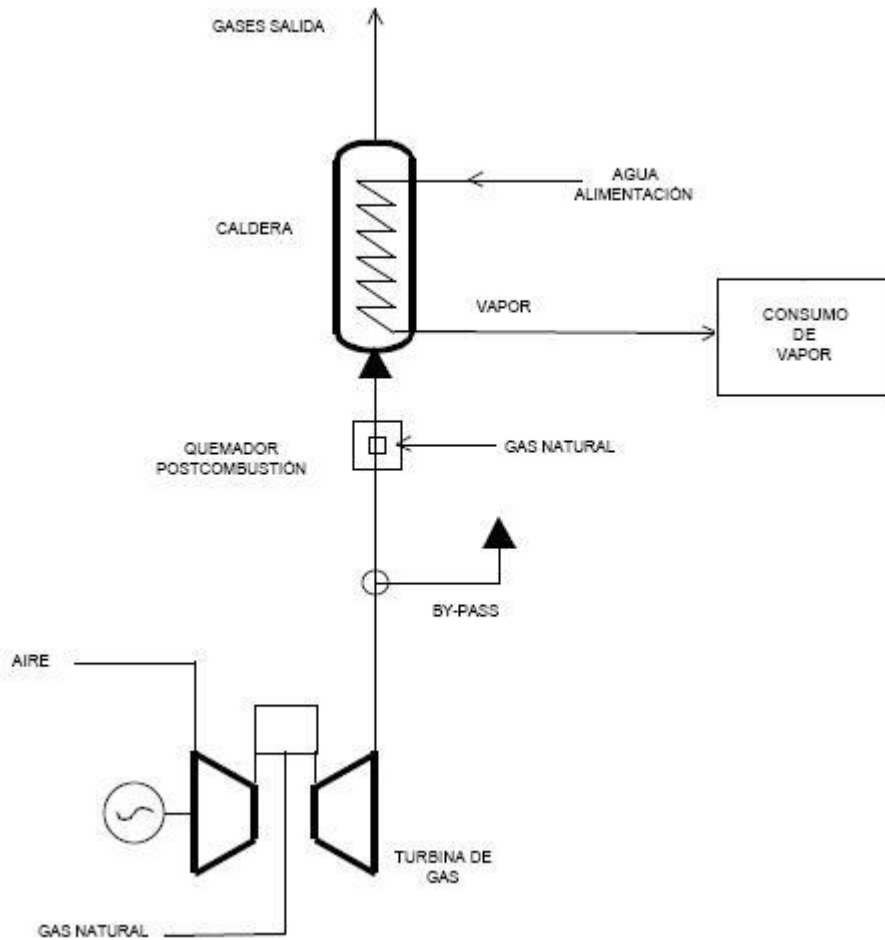 GASES SALIDA
AGUA
ALIMENTACIÓN
CALDERA
VAPOR
CONSUMO
DE
VAPOR
QUEMADOR
POSTCOMBUSTIÓN
GAS NATURAL
BY-PASS
AIRE
TURBINA DE
GAS
GAS NATURAL